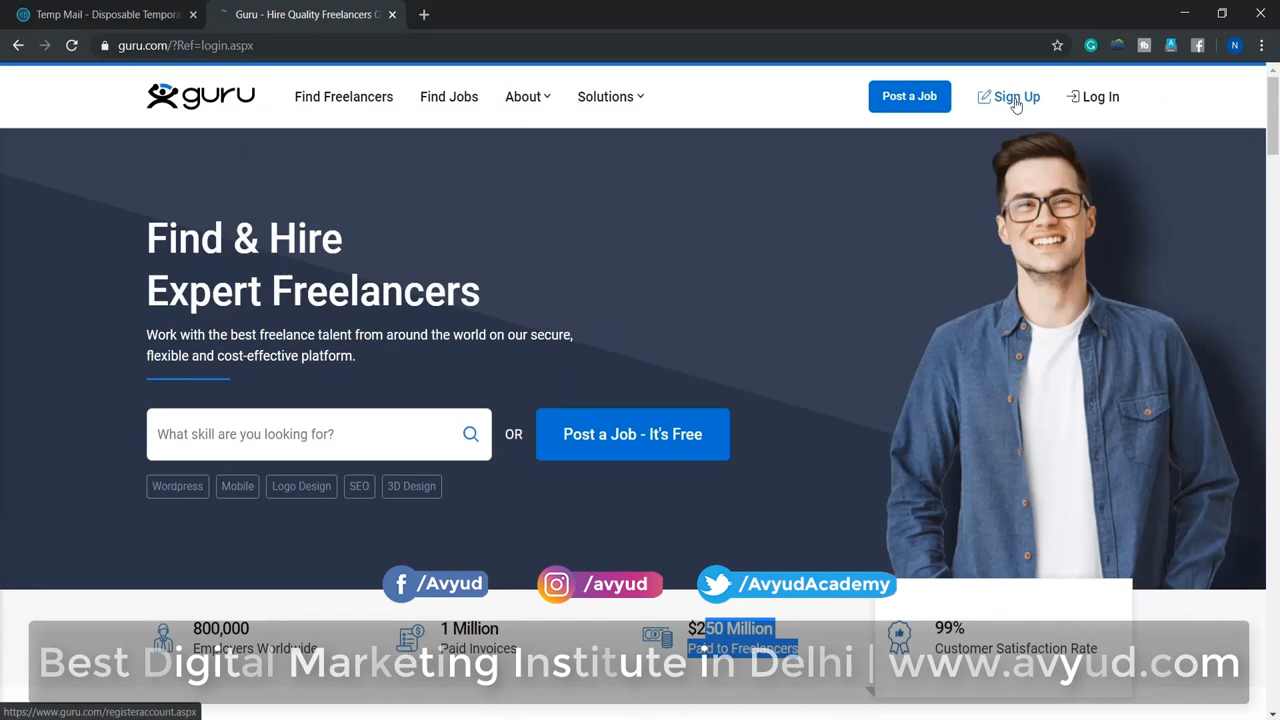 Temp Mail - Disposable Tempora
Guru - Hire Quality Freelancers O
guru.com/?Ref=login.aspx
N
guru
Find Freelancers
Find Jobs
About
Solutions
Post a Job
Sign Up
Log In
Find & Hire
Expert Freelancers
Work with the best freelance talent from around the world on our secure,
flexible and cost-effective platform.
What skill are you looking for?
OR
Post a Job - It's Free
Wordpress
Mobile
Logo Design
SEO
3D Design
/Avyud
/avyud
/AvyudAcademy
800,000
Employers Worldwide
1 Million
Paid Invoices
$250 Million
Paid to Freelancers
99%
Customer Satisfaction Rate
Best Digital Marketing Institute in Delhi | www.avyud.com
https://www.guru.com/registeraccount.aspx